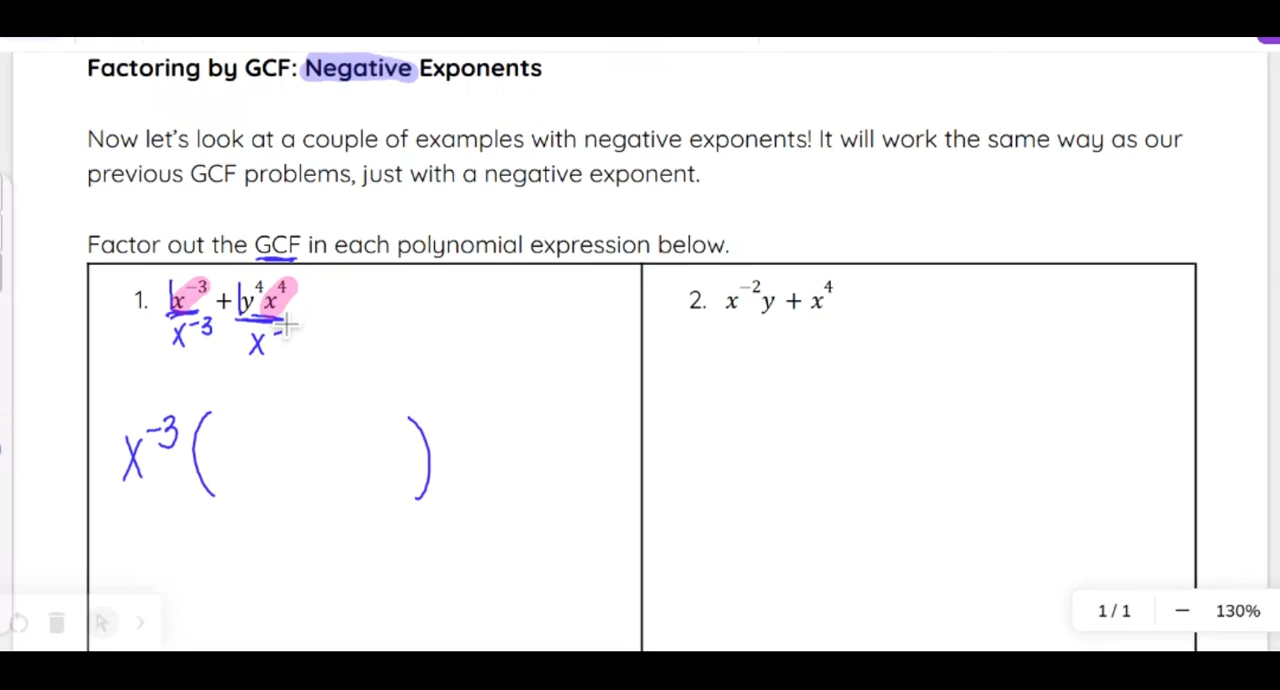 Factoring by GCF: Negative Exponents
Now let's look at a couple of examples with negative exponents! It will work the same way as our
previous GCF problems, just with a negative exponent.
Factor out the GCF in each polynomial expression below.
1. 1x⁻³ + 1y⁴x⁴
x⁻³ x⁻
x⁻³( )
2. x⁻²y + x⁴
1 / 1 − 130%